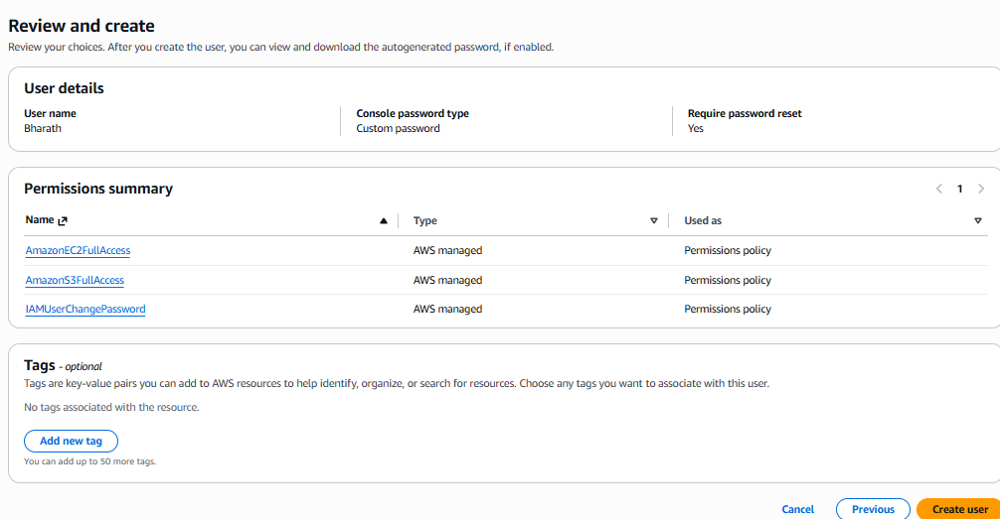 Review and create
Review your choices. After you create the user, you can view and download the autogenerated password, if enabled.
User details
User name
Bharath
Console password type
Custom password
Require password reset
Yes
Permissions summary
1
Name
Type
Used as
AmazonEC2FullAccess
AWS managed
Permissions policy
AmazonS3FullAccess
AWS managed
Permissions policy
IAMUserChangePassword
AWS managed
Permissions policy
Tags - optional
Tags are key-value pairs you can add to AWS resources to help identify, organize, or search for resources. Choose any tags you want to associate with this user.
No tags associated with the resource.
Add new tag
You can add up to 50 more tags.
Cancel
Previous
Create user